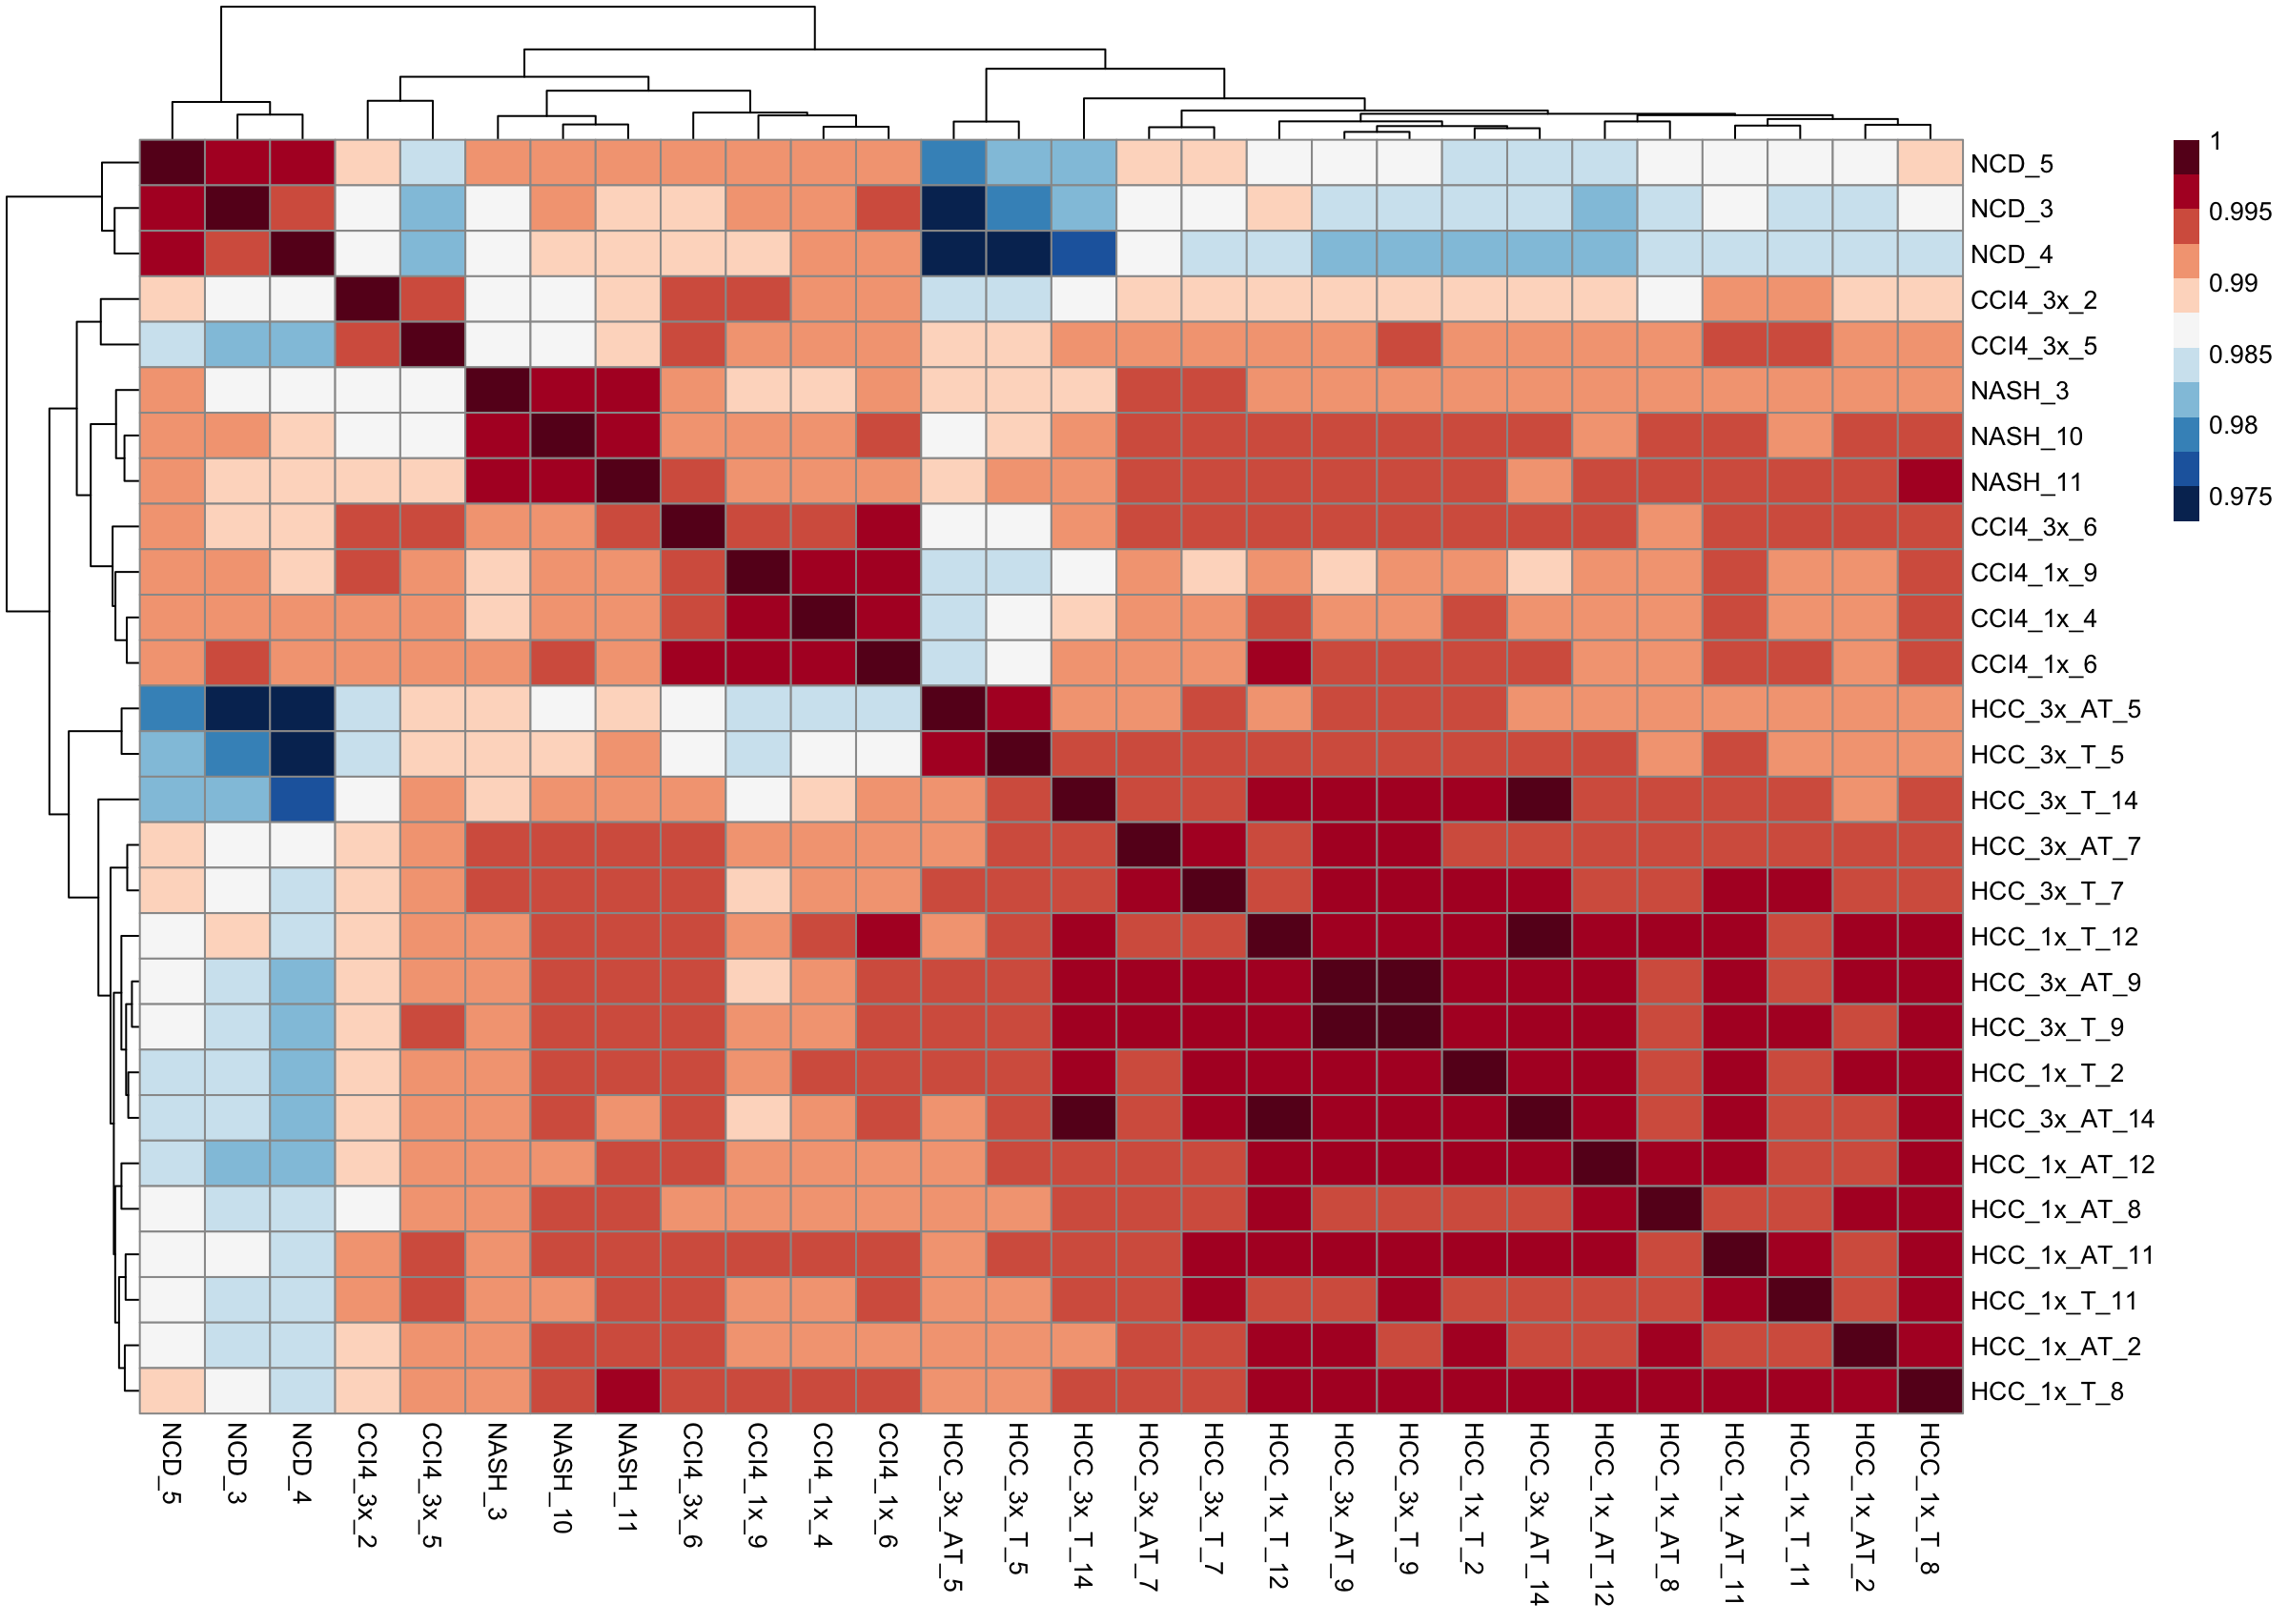 1
0.995
0.99
0.985
0.98
0.975
NCD_5
NCD_3
NCD_4
CCl4_3x_2
CCl4_3x_5
NASH_3
NASH_10
NASH_11
CCl4_3x_6
CCl4_1x_9
CCl4_1x_4
CCl4_1x_6
HCC_3x_AT_5
HCC_3x_T_5
HCC_3x_T_14
HCC_3x_AT_7
HCC_3x_T_7
HCC_1x_T_12
HCC_3x_AT_9
HCC_3x_T_9
HCC_1x_T_2
HCC_3x_AT_14
HCC_1x_AT_12
HCC_1x_AT_8
HCC_1x_AT_11
HCC_1x_T_11
HCC_1x_AT_2
HCC_1x_T_8
NCD_5
NCD_3
NCD_4
CCl4_3x_2
CCl4_3x_5
NASH_3
NASH_10
NASH_11
CCl4_3x_6
CCl4_1x_9
CCl4_1x_4
CCl4_1x_6
HCC_3x_AT_5
HCC_3x_T_5
HCC_3x_T_14
HCC_3x_AT_7
HCC_3x_T_7
HCC_1x_T_12
HCC_3x_AT_9
HCC_3x_T_9
HCC_1x_T_2
HCC_3x_AT_14
HCC_1x_AT_12
HCC_1x_AT_8
HCC_1x_AT_11
HCC_1x_T_11
HCC_1x_AT_2
HCC_1x_T_8